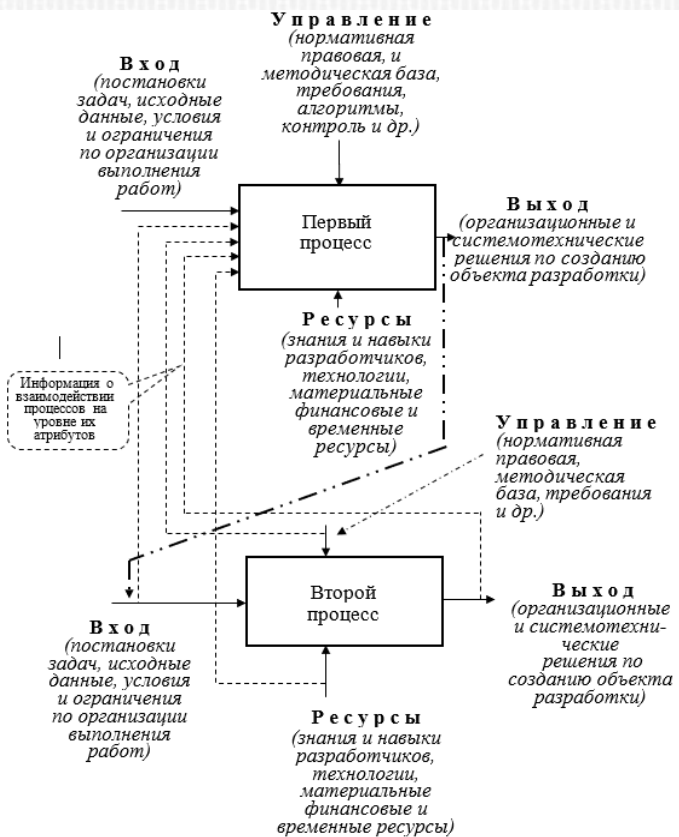 Управление
(нормативная
правовая, и
методическая база,
требования,
алгоритмы,
контроль и др.)
Вход
(постановки
задач, исходные
данные, условия
и ограничения
по организации
выполнения
работ)
Первый
процесс
Выход
(организационные и
системотехнические
решения по созданию
объекта разработки)
Ресурсы
(знания и навыки
разработчиков,
технологии,
материальные
финансовые и
временные
ресурсы)
Информация о
взаимодействии
процессов на
уровне их
атрибутов
Управление
(нормативная
правовая,
методическая
база, требования
и др.)
Второй
процесс
Вход
(постановки
задач, исходные
данные, условия
и ограничения
по организации
выполнения
работ)
Выход
(организационные
и системотехни-
ческие
решения по
созданию объекта
разработки)
Ресурсы
(знания и навыки
разработчиков,
технологии,
материальные
финансовые и
временные ресурсы)